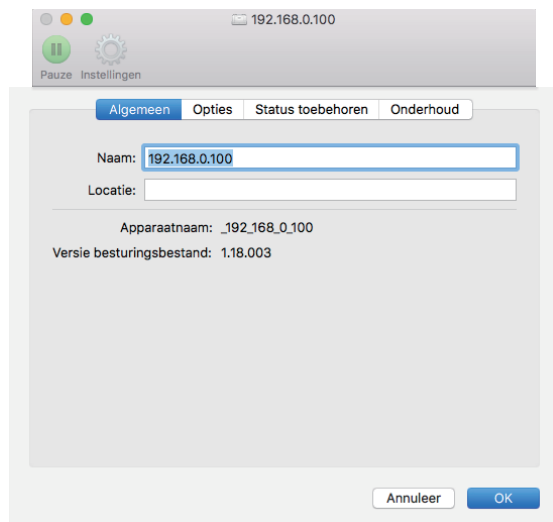 192.168.0.100
Pauze Instellingen
Algemeen Opties Status toebehoren Onderhoud
Naam: 192.168.0.100
Locatie:
Apparaatnaam: _192_168_0_100
Versie besturingsbestand: 1.18.003
Annuleer OK